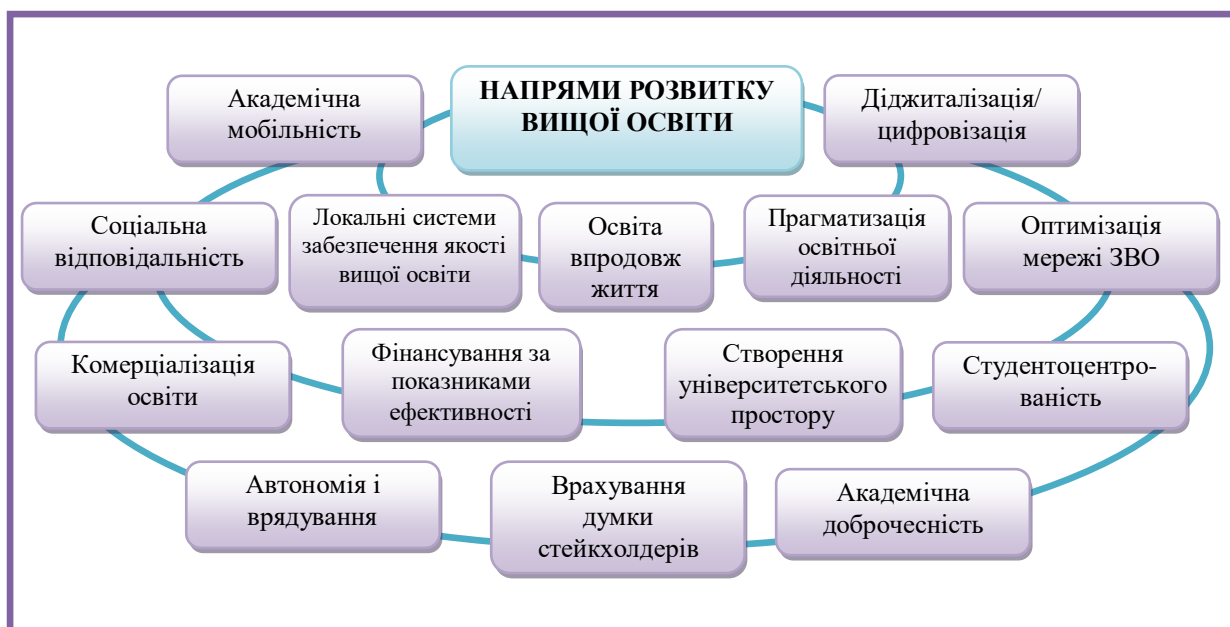 НАПРЯМИ РОЗВИТКУ
ВИЩОЇ ОСВІТИ
Академічна
мобільність
Діджиталізація/
цифровізація
Соціальна
відповідальність
Локальні системи
забезпечення якості
вищої освіти
Освіта
впродовж
життя
Прагматизація
освітньої
діяльності
Оптимізація
мережі ЗВО
Комерціалізація
освіти
Фінансування за
показниками
ефективності
Створення
університетського
простору
Студентоцентро-
ваність
Автономія і
врядування
Врахування
думки
стейкхолдерів
Академічна
доброчесність